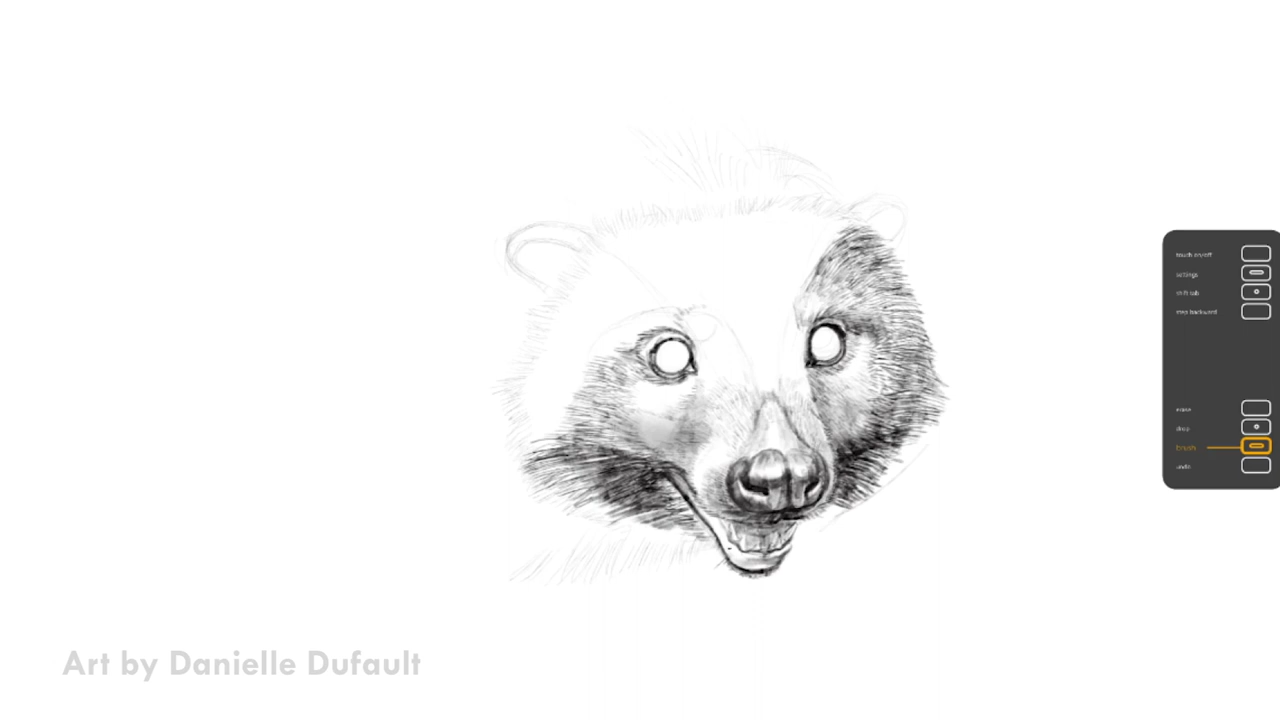 touch on/off
settings
shift tab
step backward
erase
drop
brush
undo
Art by Danielle Dufault